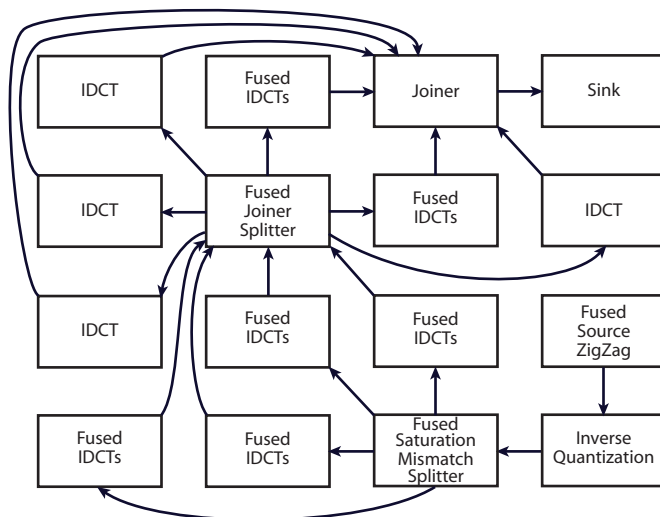 IDCT
Fused
IDCTs
Joiner
Sink
IDCT
Fused
Joiner
Splitter
Fused
IDCTs
IDCT
IDCT
Fused
IDCTs
Fused
IDCTs
Fused
Source
ZigZag
Fused
IDCTs
Fused
IDCTs
Fused
Saturation
Mismatch
Splitter
Inverse
Quantization